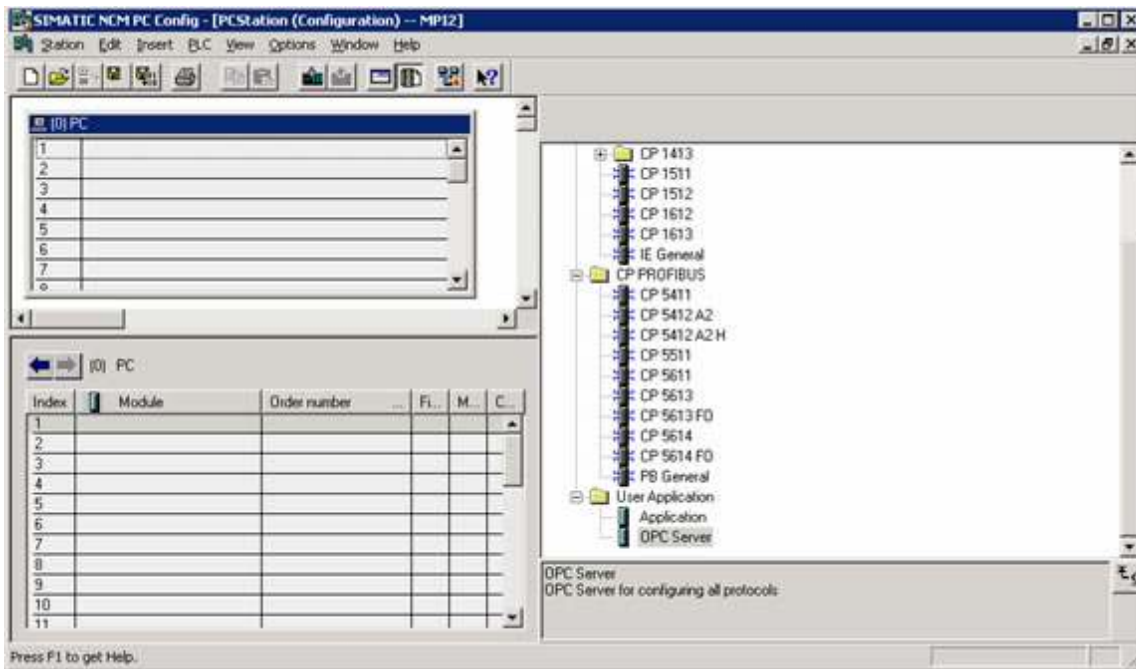 SIMATIC NCM PC Config - [PCStation (Configuration) -- MPI2]
Station Edit Insert PLC View Options Window Help
(0) PC
1
2
3
4
5
6
7
8
(0) PC
Index Module Order number ... Fi... M... C...
1
2
3
4
5
6
7
8
9
10
11
CP 1413
CP 1511
CP 1512
CP 1612
CP 1613
IE General
CP PROFIBUS
CP 5411
CP 5412 A2
CP 5412 A2 H
CP 5511
CP 5611
CP 5613
CP 5613 FO
CP 5614
CP 5614 FO
PB General
User Application
Application
OPC Server
OPC Server
OPC Server for configuring all protocols
Press F1 to get Help.